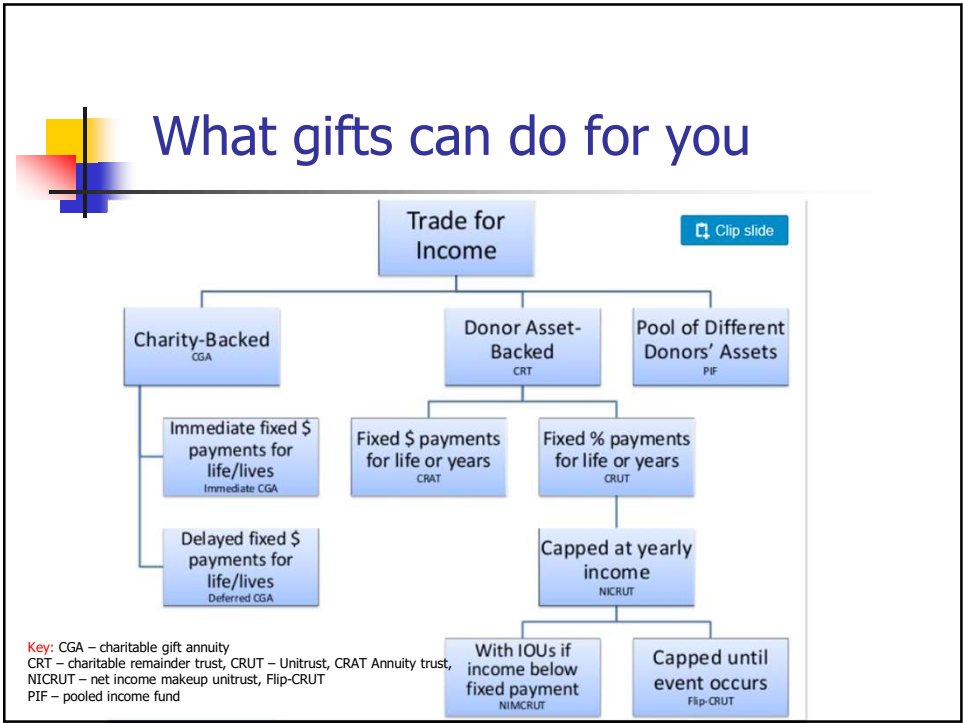 What gifts can do for you
Trade for
Income
Clip slide
Charity-Backed
CGA
Donor Asset-
Backed
CRT
Pool of Different
Donors’ Assets
PIF
Immediate fixed $
payments for
life/lives
Immediate CGA
Fixed $ payments
for life or years
CRAT
Fixed % payments
for life or years
CRUT
Delayed fixed $
payments for
life/lives
Deferred CGA
Capped at yearly
income
NICRUT
With IOUs if
income below
fixed payment
NIMCRUT
Capped until
event occurs
Flip-CRUT
Key: CGA – charitable gift annuity
CRT – charitable remainder trust, CRUT – Unitrust, CRAT Annuity trust,
NICRUT – net income makeup unitrust, Flip-CRUT
PIF – pooled income fund